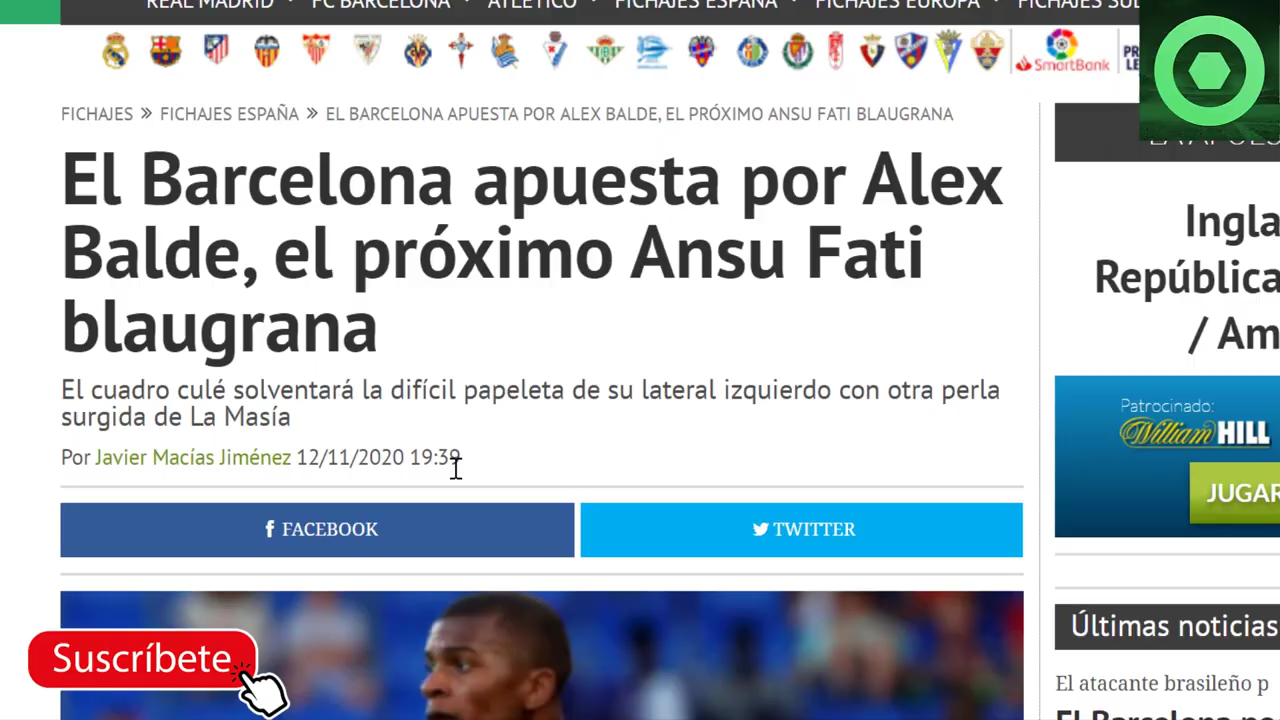 REAL MADRID FC BARCELONA ATLÉTICO FICHAJES ESPAÑA FICHAJES EUROPA FICHAJES
SmartBank
FICHAJES » FICHAJES ESPAÑA » EL BARCELONA APUESTA POR ALEX BALDE, EL PRÓXIMO ANSU FATI BLAUGRANA
El Barcelona apuesta por Alex
Balde, el próximo Ansu Fati
blaugrana
El cuadro culé solventará la difícil papeleta de su lateral izquierdo con otra perla
surgida de La Masía
Por Javier Macías Jiménez 12/11/2020 19:39
FACEBOOK
TWITTER
Ingla
República
/ Am
Patrocinado:
William HILL
JUGAR
Últimas noticias
El atacante brasileño p
Suscríbete